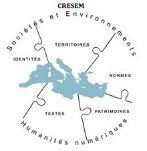 CRESEM
Sociétés et Environnements
TERRITOIRES
IDENTITÉS
NORMES
TEXTES
PATRIMOINES
Humanités numériques